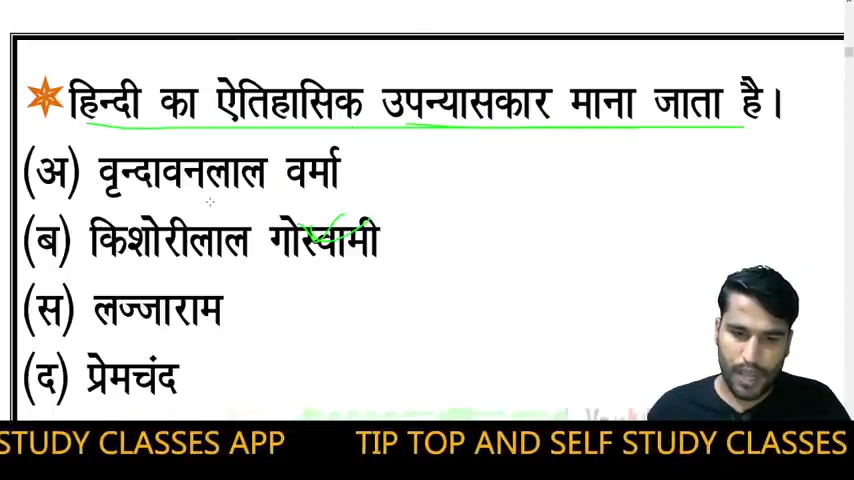 हिन्दी का ऐतिहासिक उपन्यासकार माना जाता है।
(अ) वृन्दावनलाल वर्मा
(ब) किशोरीलाल गोस्वामी
(स) लज्जाराम
(द) प्रेमचंद
STUDY CLASSES APP TIP TOP AND SELF STUDY CLASSES